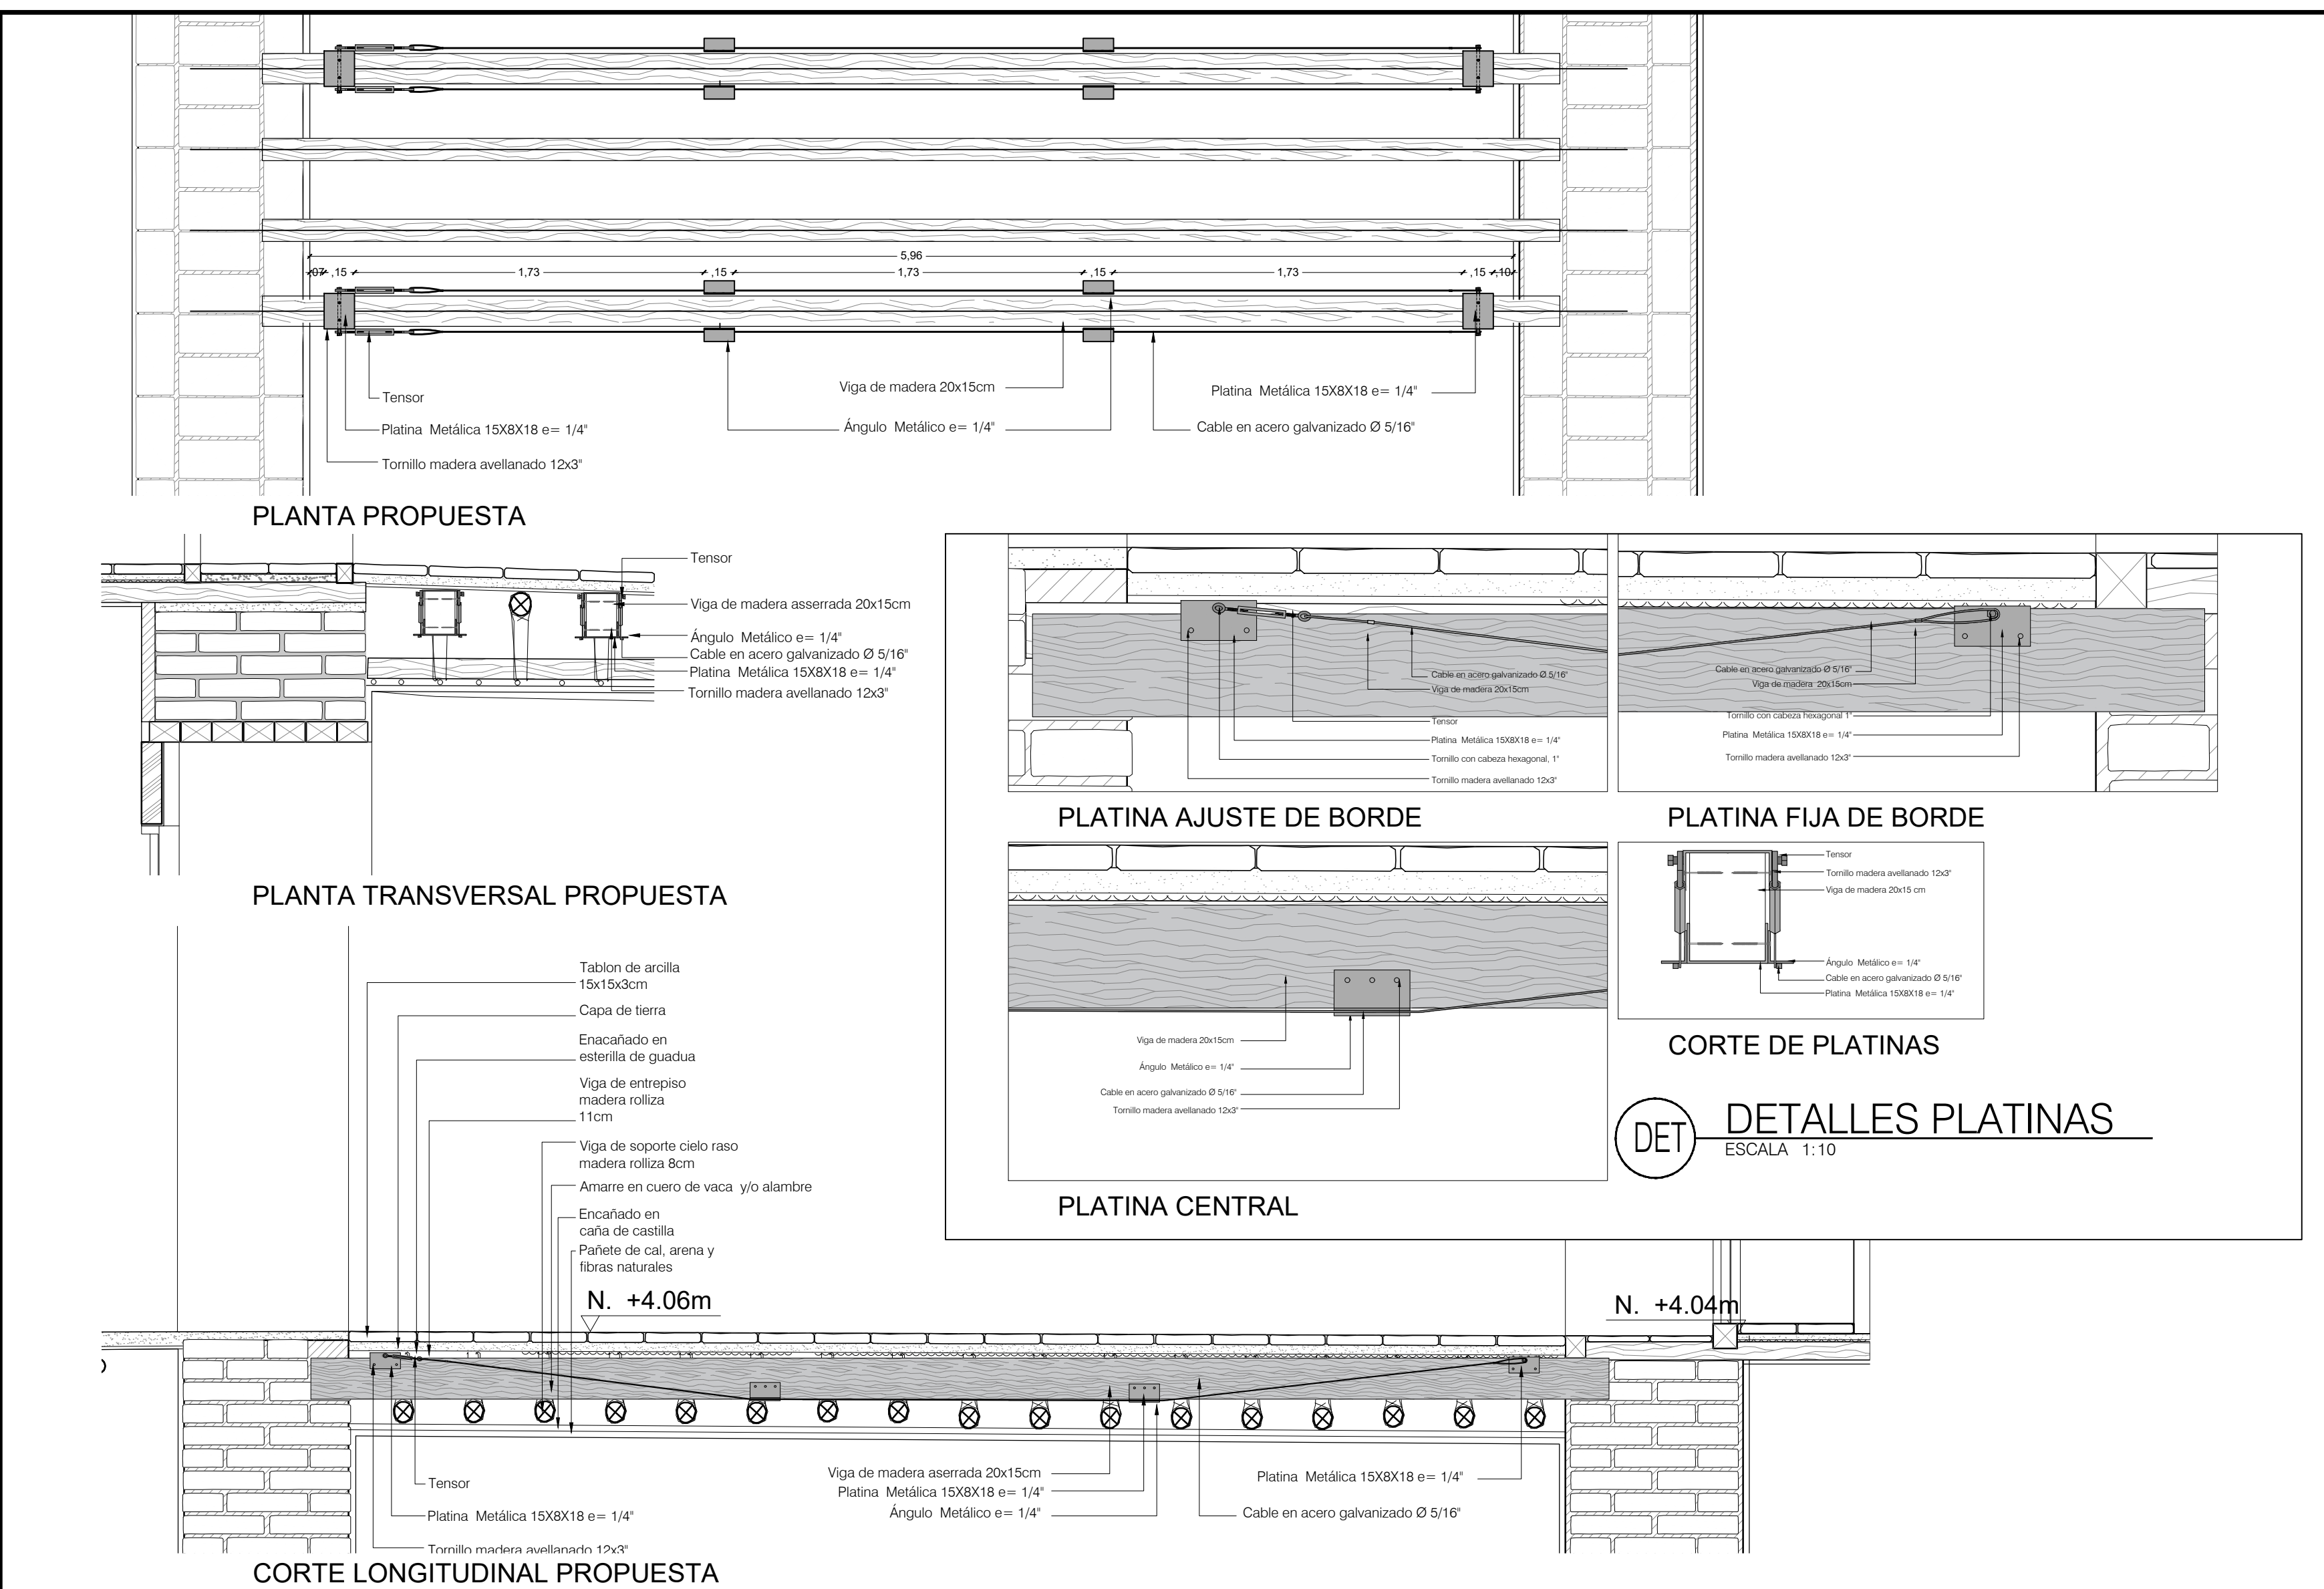 5,96
,07
,15
1,73
,15
1,73
,15
1,73
,15
,10
Tensor
Platina Metálica 15X8X18 e= 1/4"
Tornillo madera avellanado 12x3"
Viga de madera 20x15cm
Ángulo Metálico e= 1/4"
Platina Metálica 15X8X18 e= 1/4"
Cable en acero galvanizado Ø 5/16"
PLANTA PROPUESTA
Tensor
Viga de madera asserrada 20x15cm
Ángulo Metálico e= 1/4"
Cable en acero galvanizado Ø 5/16"
Platina Metálica 15X8X18 e= 1/4"
Tornillo madera avellanado 12x3"
PLANTA TRANSVERSAL PROPUESTA
Cable en acero galvanizado Ø 5/16"
Viga de madera 20x15cm
Tensor
Platina Metálica 15X8X18 e= 1/4"
Tornillo con cabeza hexagonal, 1"
Tornillo madera avellanado 12x3"
PLATINA AJUSTE DE BORDE
Cable en acero galvanizado Ø 5/16"
Viga de madera 20x15cm
Tornillo con cabeza hexagonal 1"
Platina Metálica 15X8X18 e= 1/4"
Tornillo madera avellanado 12x3"
PLATINA FIJA DE BORDE
Viga de madera 20x15cm
Ángulo Metálico e= 1/4"
Cable en acero galvanizado Ø 5/16"
Tornillo madera avellanado 12x3"
PLATINA CENTRAL
Tensor
Tornillo madera avellanado 12x3"
Viga de madera 20x15 cm
Ángulo Metálico e= 1/4"
Cable en acero galvanizado Ø 5/16"
Platina Metálica 15X8X18 e= 1/4"
CORTE DE PLATINAS
DET
DETALLES PLATINAS
ESCALA 1:10
Tablon de arcilla
15x15x3cm
Capa de tierra
Enacañado en
esterilla de guadua
Viga de entrepiso
madera rolliza
11cm
Viga de soporte cielo raso
madera rolliza 8cm
Amarre en cuero de vaca y/o alambre
Encañado en
caña de castilla
Pañete de cal, arena y
fibras naturales
N. +4.06m
N. +4.04m
Tensor
Platina Metálica 15X8X18 e= 1/4"
Tornillo madera avellanado 12x3"
Viga de madera aserrada 20x15cm
Platina Metálica 15X8X18 e= 1/4"
Ángulo Metálico e= 1/4"
Platina Metálica 15X8X18 e= 1/4"
Cable en acero galvanizado Ø 5/16"
CORTE LONGITUDINAL PROPUESTA